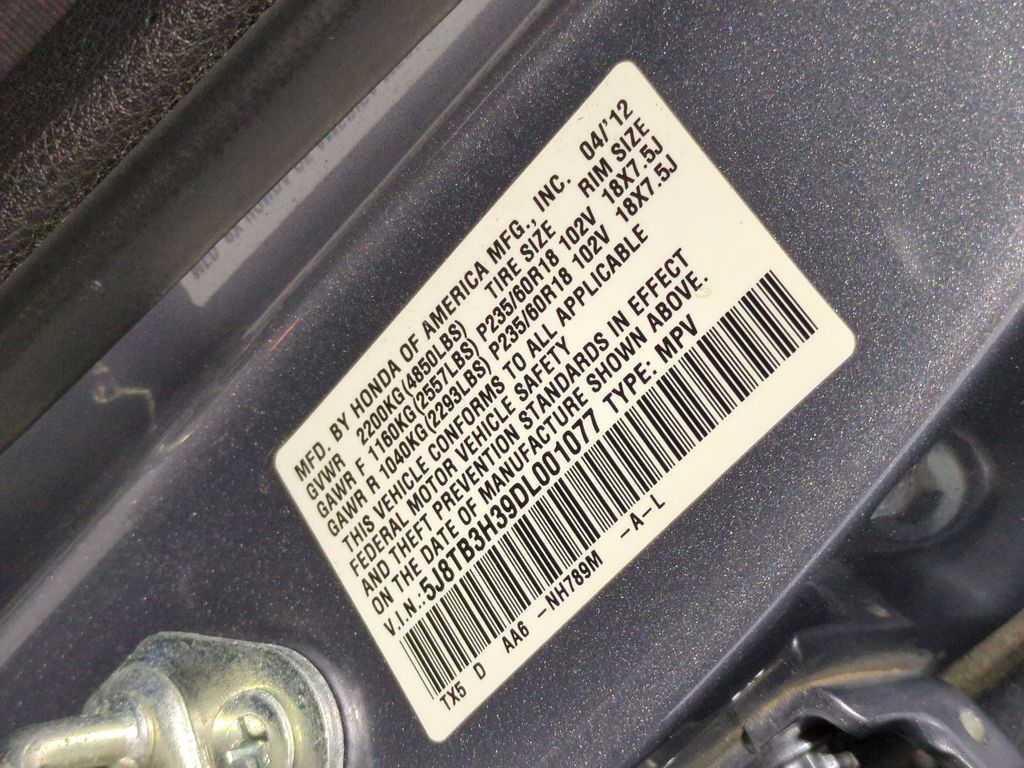 MFD. BY HONDA OF AMERICA MFG., INC. 04/'12
GVWR 2200KG(4850LBS) TIRE SIZE RIM SIZE
GAWR F 1160KG(2557LBS) P235/60R18 102V 18X7.5J
GAWR R 1040KG(2293LBS) P235/60R18 102V 18X7.5J
THIS VEHICLE CONFORMS TO ALL APPLICABLE
FEDERAL MOTOR VEHICLE SAFETY
AND THEFT PREVENTION STANDARDS IN EFFECT
ON THE DATE OF MANUFACTURE SHOWN ABOVE.
V.I.N.:5J8TB3H39DL001077 TYPE: MPV
TX5 D AA6 -NH789M -A-L